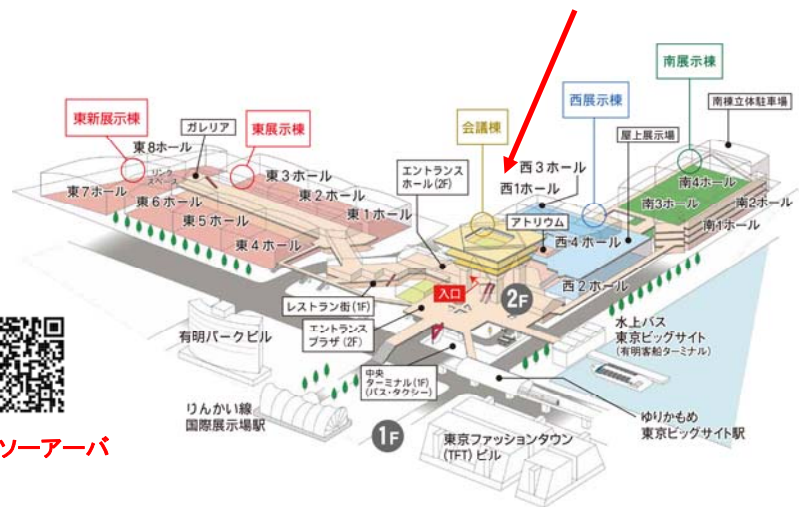 南展示棟
西展示棟
南棟立体駐車場
東新展示棟
会議棟
ガレリア
東展示棟
屋上展示場
東8ホール
エントランス
ホール(2F)
西3ホール
リンク
スペース
東3ホール
西1ホール
南4ホール
東7ホール
東2ホール
南3ホール
南2ホール
東6ホール
東1ホール
アトリウム
南1ホール
東5ホール
西4ホール
東4ホール
西2ホール
入口
2F
レストラン街(1F)
水上バス
東京ビッグサイト
(有明客船ターミナル)
有明パークビル
エントランス
プラザ(2F)
中央
ターミナル(1F)
(バス・タクシー)
りんかい線
国際展示場駅
ゆりかもめ
東京ビッグサイト駅
1F
東京ファッションタウン
(TFT)ビル
ソーアーバ